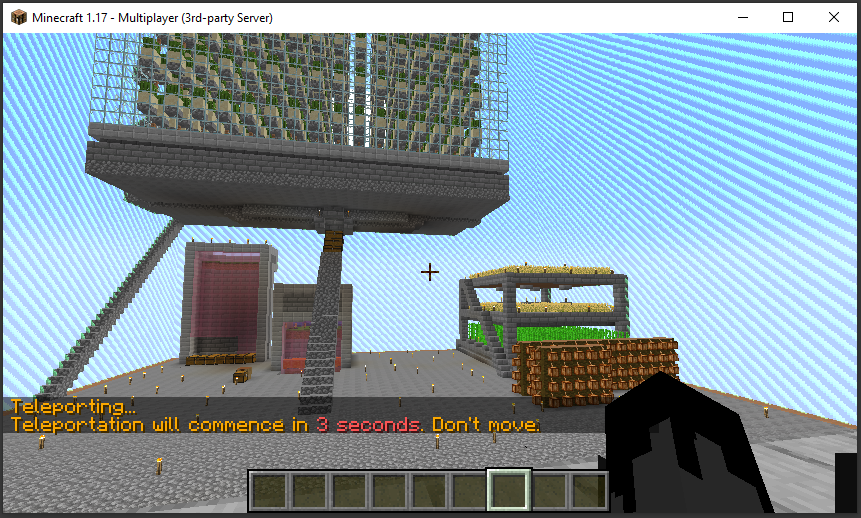 Minecraft 1.17 - Multiplayer (3rd-party Server)
Teleporting...
Teleportation will commence in 3 seconds. Don't move.